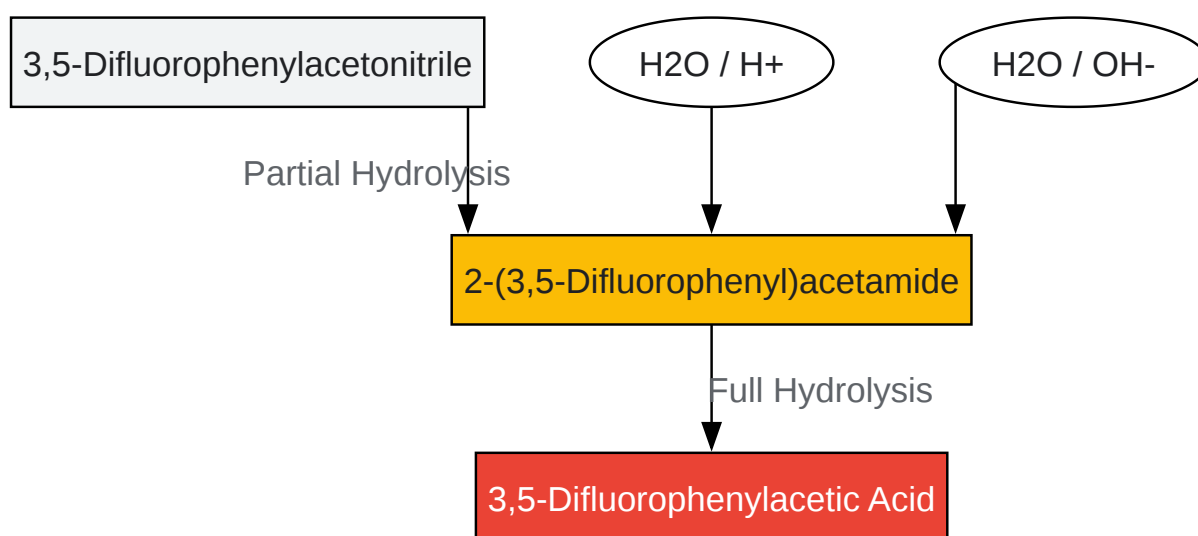 3,5-Difluorophenylacetonitrile
H2O / H+
H2O / OH-
Partial Hydrolysis
2-(3,5-Difluorophenyl)acetamide
Full Hydrolysis
3,5-Difluorophenylacetic Acid